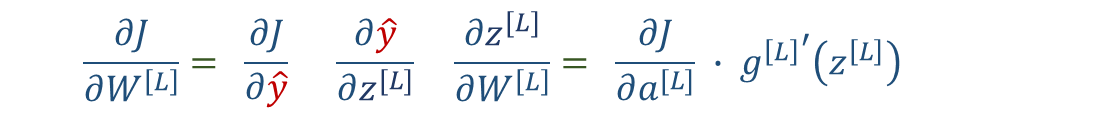 ∂J/∂W^[L] = ∂J/∂ŷ ∂ŷ/∂z^[L] ∂z^[L]/∂W^[L] = ∂J/∂a^[L] · g^[L]′(z^[L])